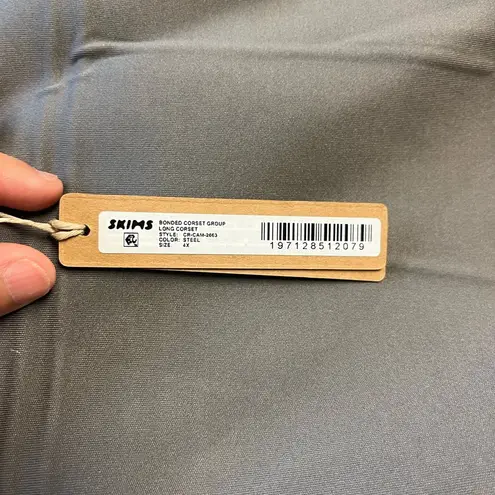 SKIMS
BONDED CORSET GROUP
LONG CORSET
STYLE: CR-CAM-2663
COLOR: STEEL
SIZE 4X
197128512079